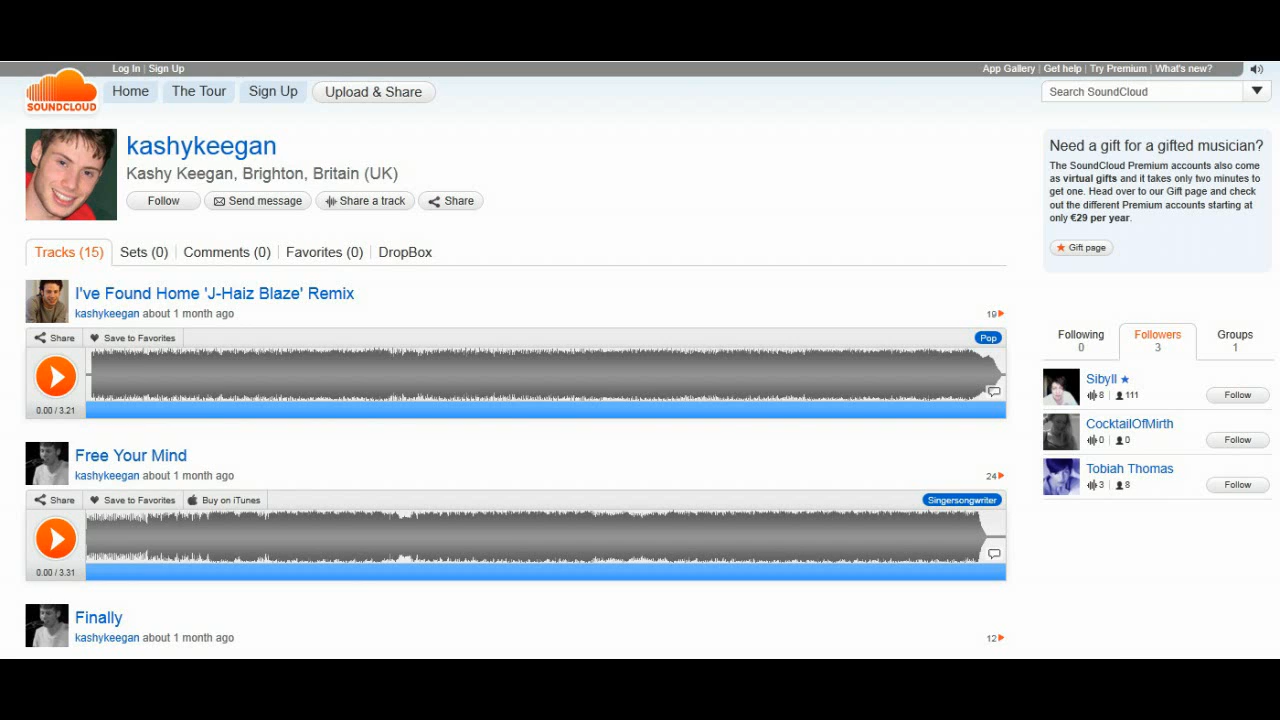 Log In | Sign Up
App Gallery | Get help | Try Premium | What's new?
SOUNDCLOUD
Home
The Tour
Sign Up
Upload & Share
Search SoundCloud
kashykeegan
Kashy Keegan, Brighton, Britain (UK)
Follow
Send message
Share a track
Share
Need a gift for a gifted musician?
The SoundCloud Premium accounts also come
as virtual gifts and it takes only two minutes to
get one. Head over to our Gift page and check
out the different Premium accounts starting at
only €29 per year.
Gift page
Tracks (15)
Sets (0)
Comments (0)
Favorites (0)
DropBox
I've Found Home 'J-Haiz Blaze' Remix
kashykeegan about 1 month ago
19
Share
Save to Favorites
Pop
0.00 / 3.21
Free Your Mind
kashykeegan about 1 month ago
24
Share
Save to Favorites
Buy on iTunes
Singersongwriter
0.00 / 3.31
Finally
kashykeegan about 1 month ago
12
Following
0
Followers
3
Groups
1
Sibyll
8 | 111
Follow
CocktailOfMirth
0 | 0
Follow
Tobiah Thomas
3 | 8
Follow